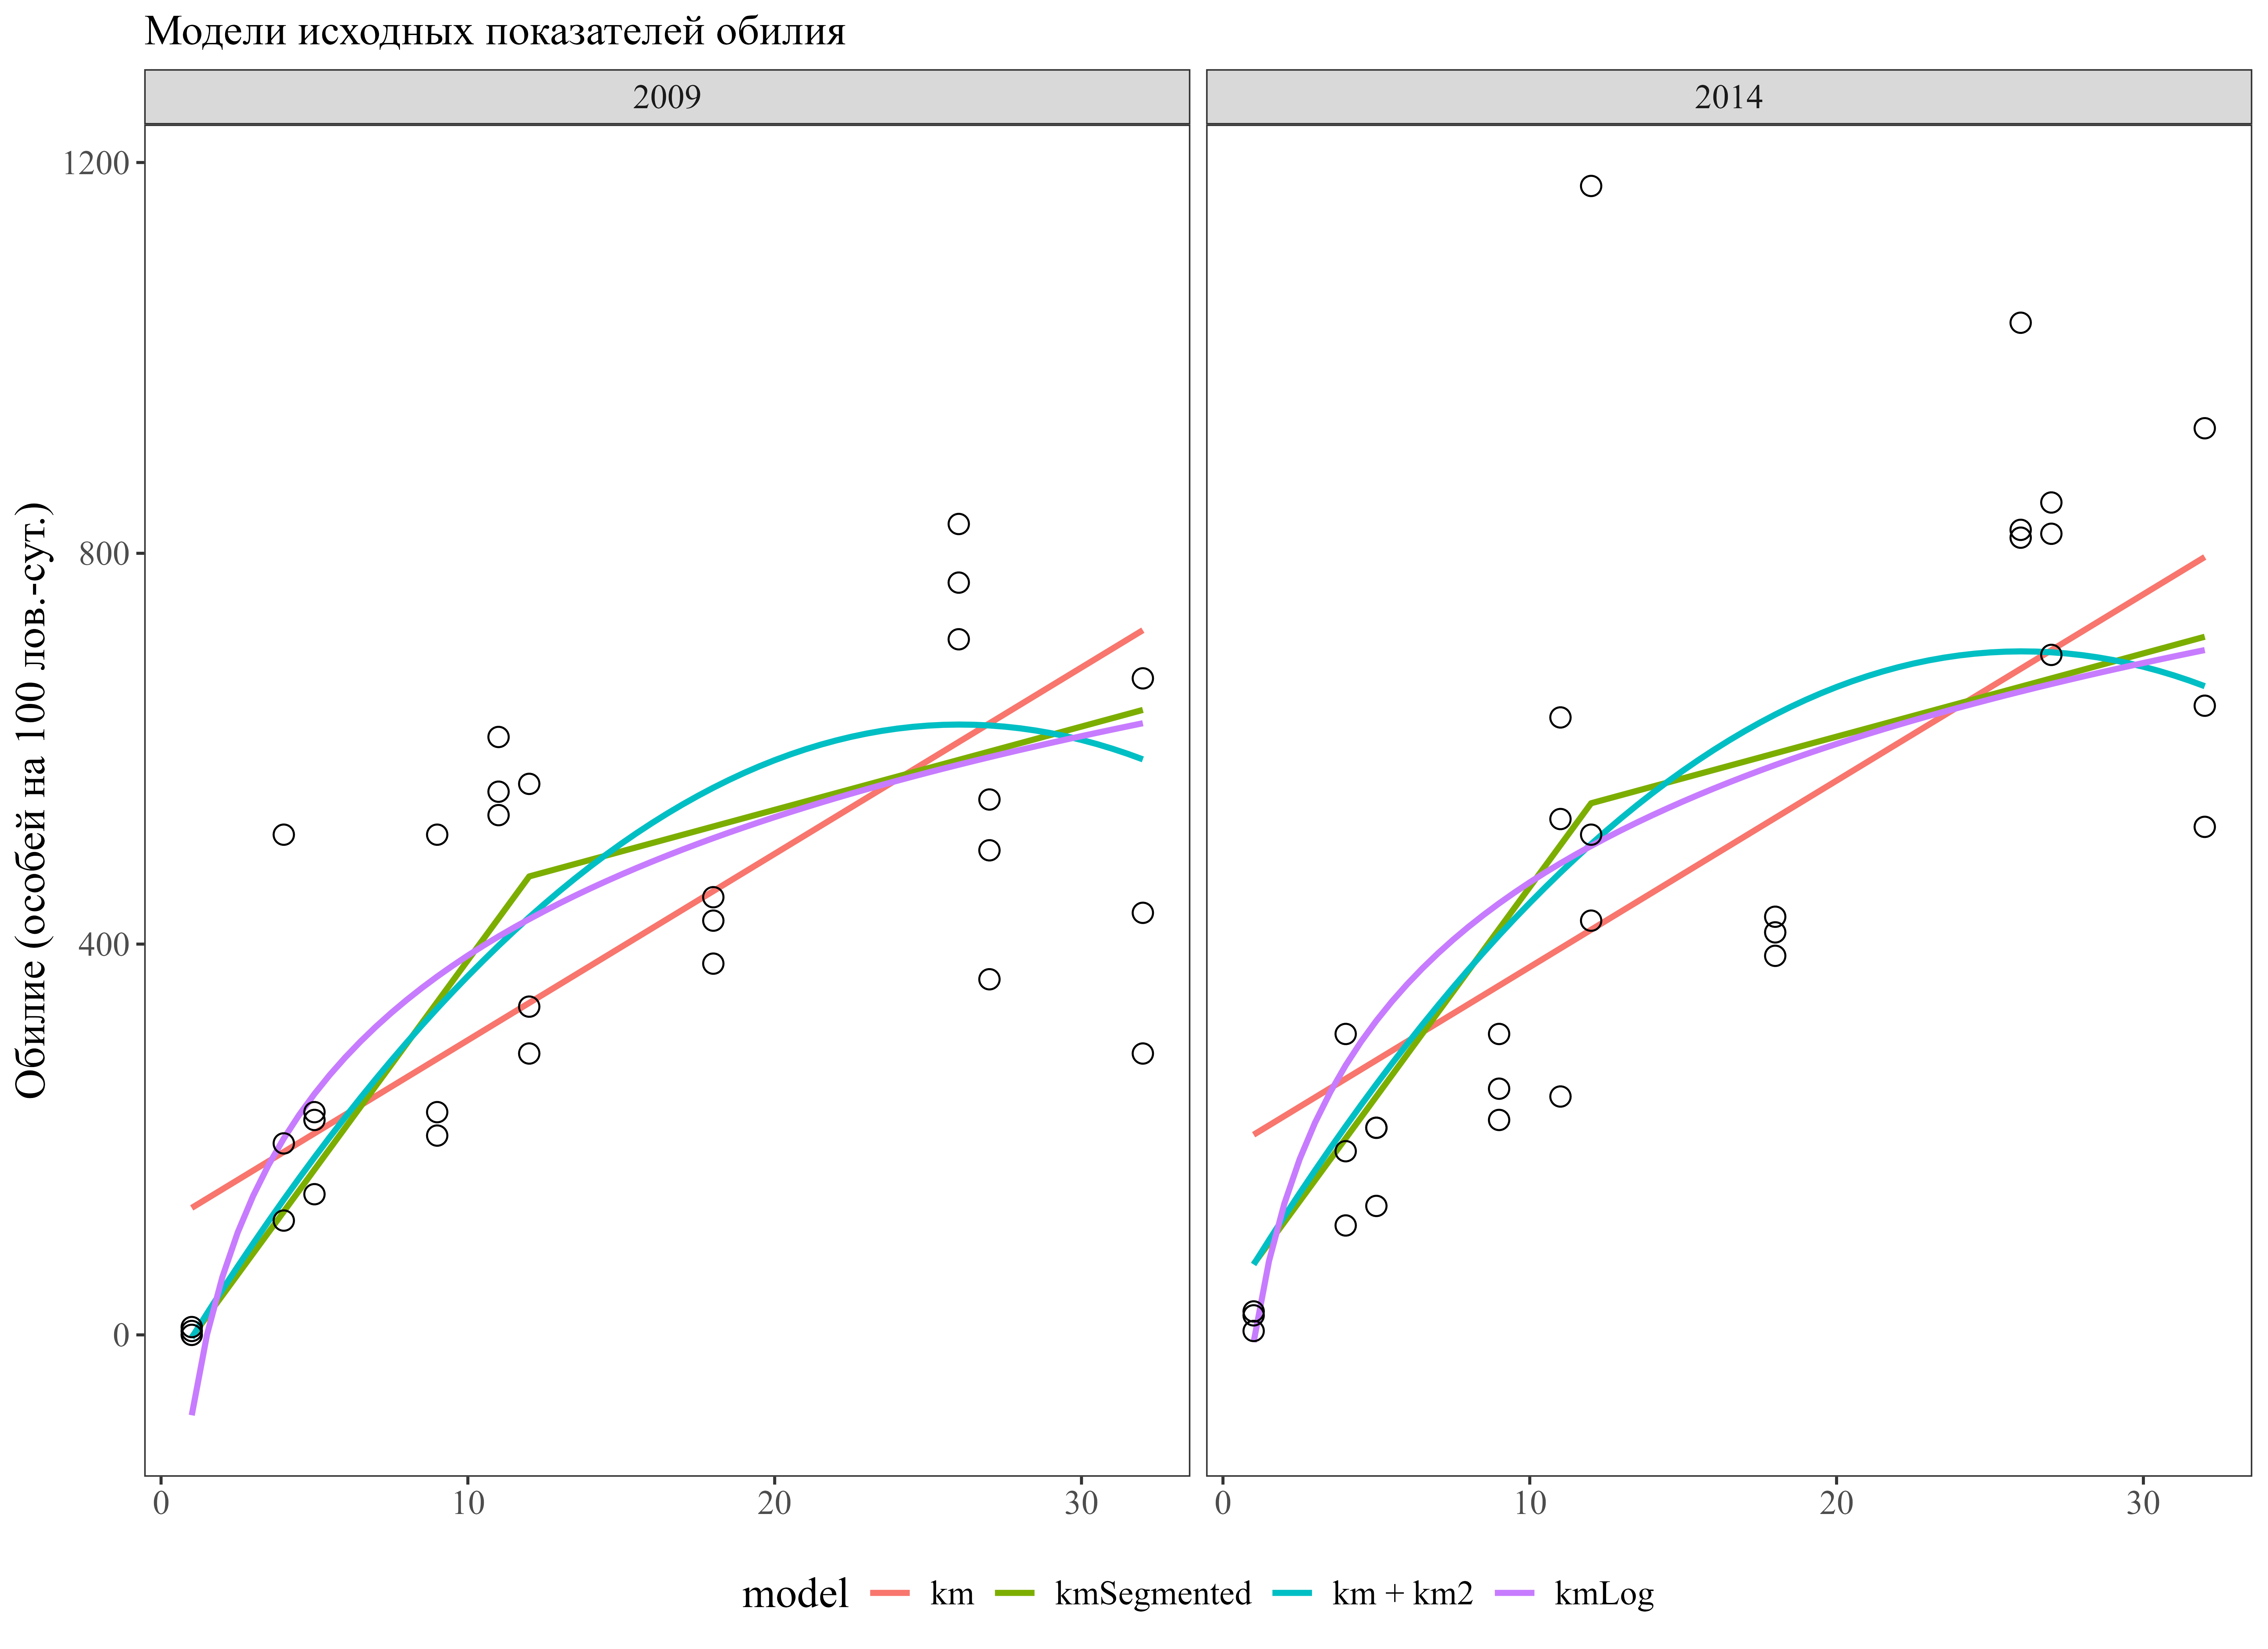 Модели исходных показателей обилия
2009 2014
Обилие (особей на 100 лов.-сут.)
1200
800
400
0
0 10 20 30 0 10 20 30
model km kmSegmented km + km2 kmLog